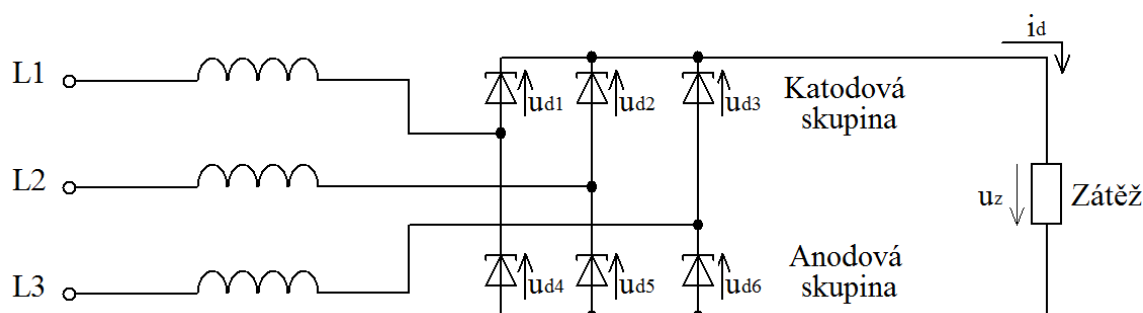 L1
L2
L3
ud1
ud2
ud3
Katodová
skupina
id
uz
Zátěž
ud4
ud5
ud6
Anodová
skupina